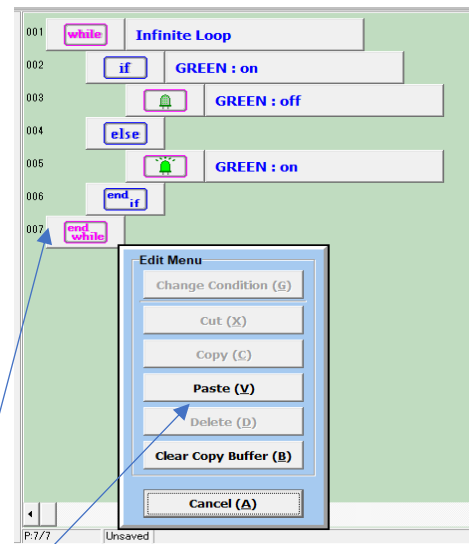 001 while Infinite Loop
002 if GREEN : on
003 GREEN : off
004 else
005 GREEN : on
006 end if
007 end while
Edit Menu
Change Condition (G)
Cut (X)
Copy (C)
Paste (V)
Delete (D)
Clear Copy Buffer (B)
Cancel (A)
P:7/7 Unsaved